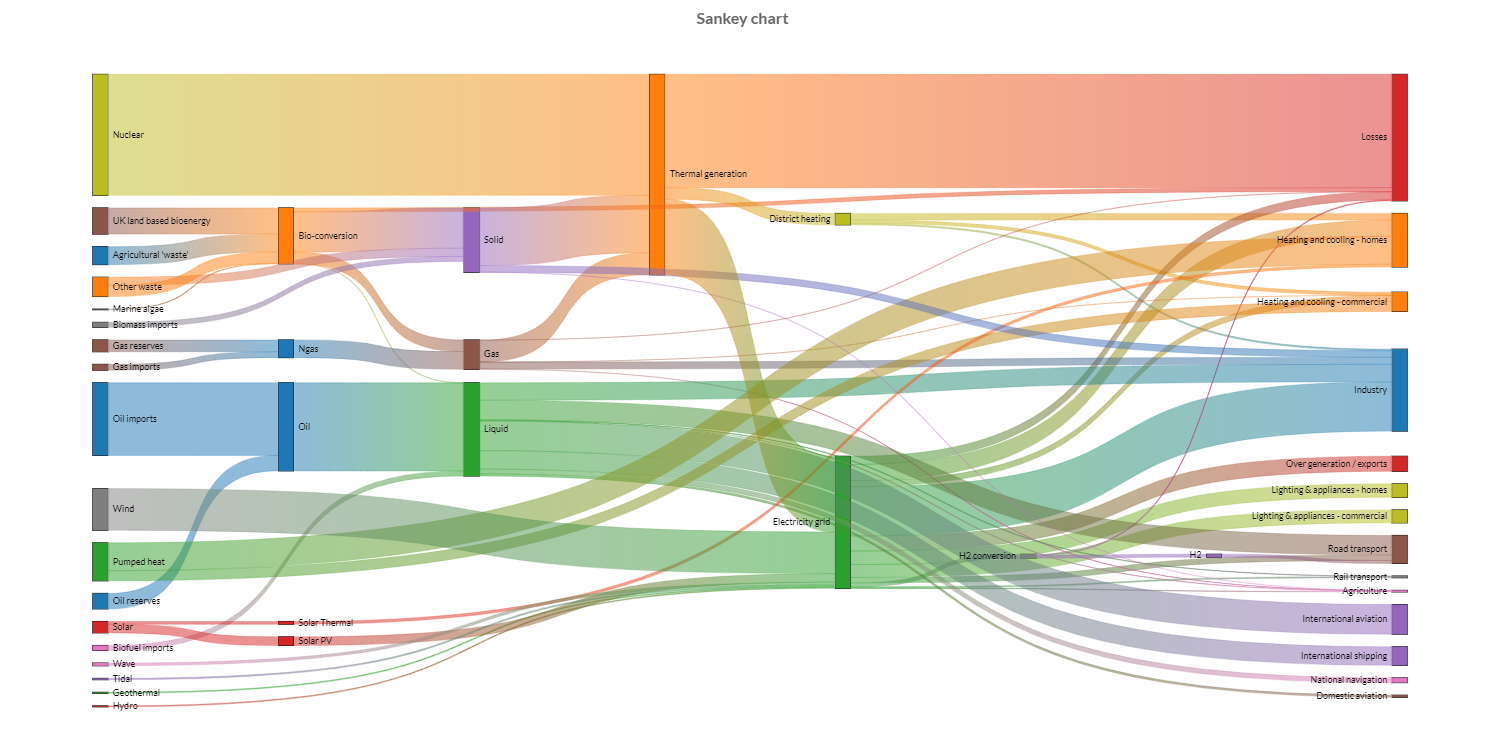 Sankey chart
Nuclear
UK land based bioenergy
Agricultural 'waste'
Other waste
Marine algae
Biomass imports
Gas reserves
Gas imports
Oil imports
Wind
Pumped heat
Oil reserves
Solar
Biofuel imports
Wave
Tidal
Geothermal
Hydro
Bio-conversion
Ngas
Oil
Solar Thermal
Solar PV
Solid
Gas
Liquid
Thermal generation
District heating
Electricity grid
H2 conversion
H2
Losses
Heating and cooling - homes
Heating and cooling - commercial
Industry
Over generation / exports
Lighting & appliances - homes
Lighting & appliances - commercial
Road transport
Rail transport
Agriculture
International aviation
International shipping
National navigation
Domestic aviation